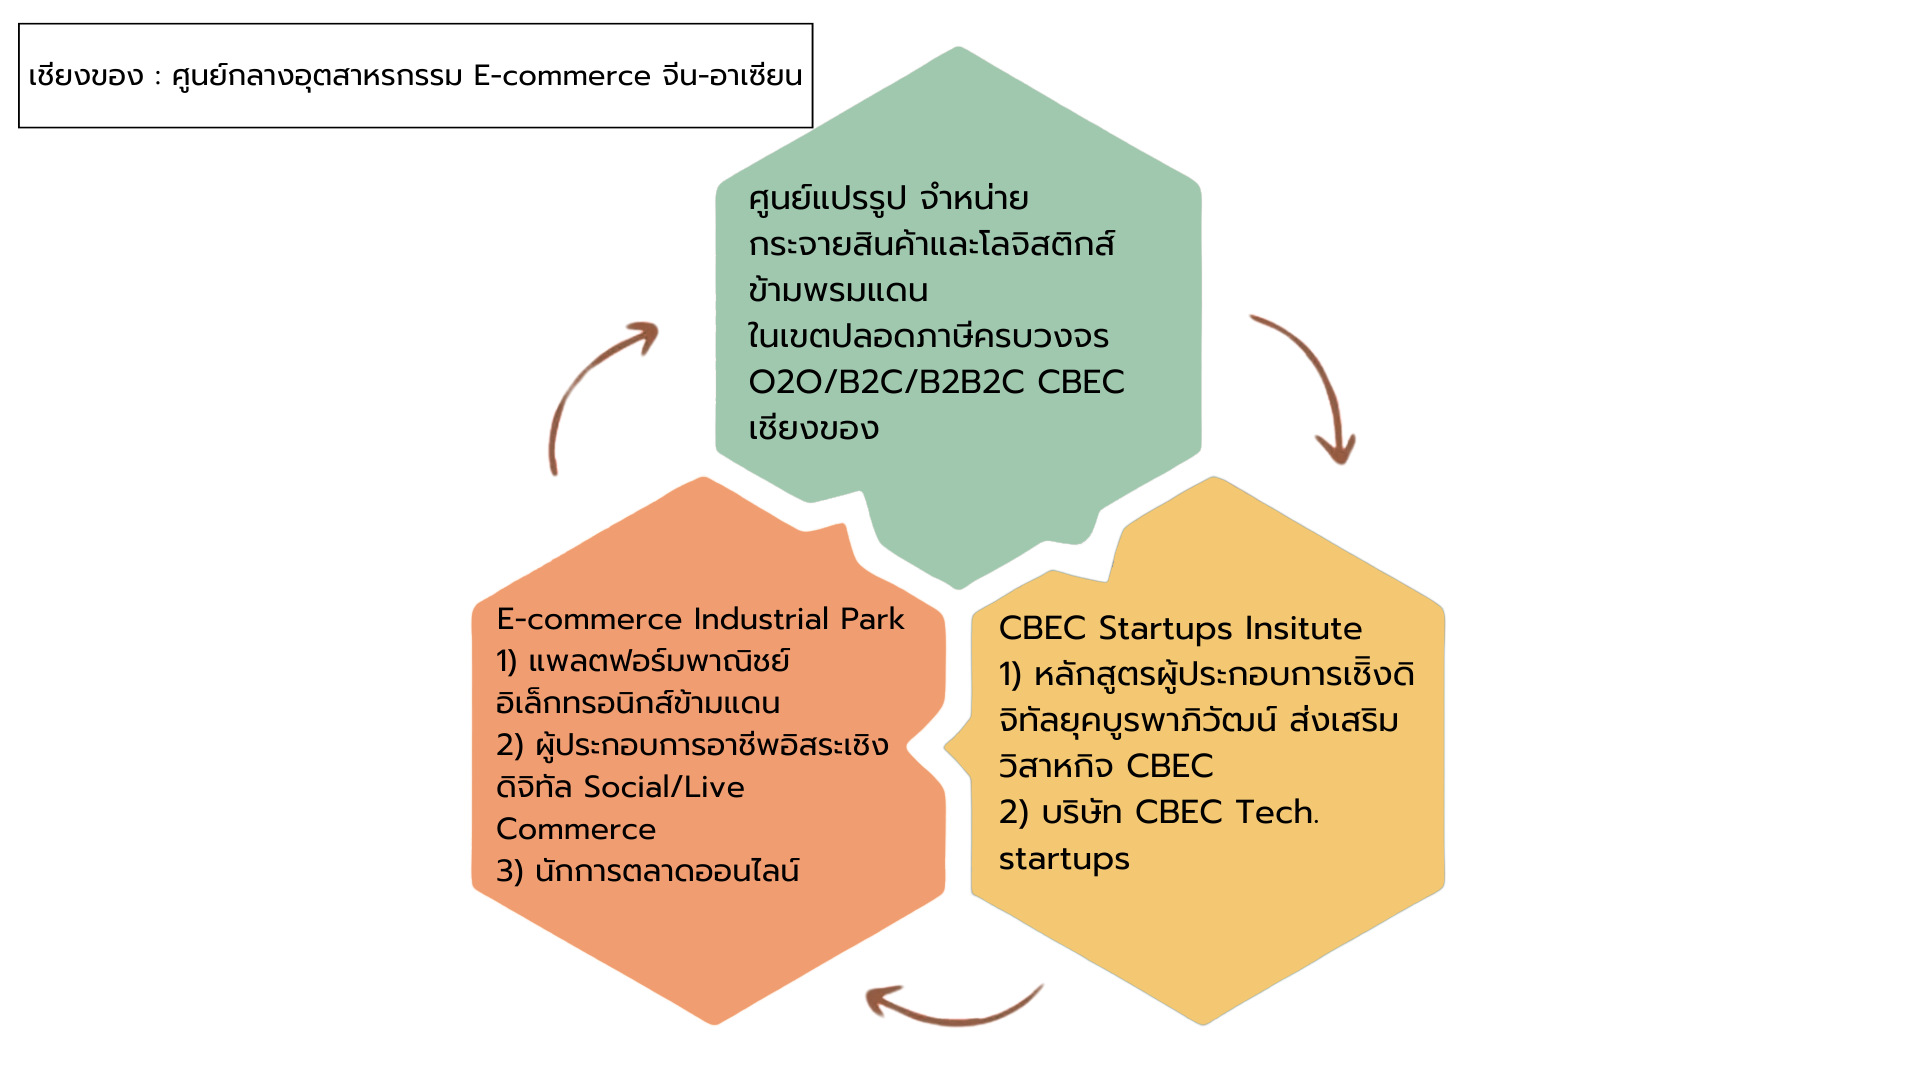 เชียงของ : ศูนย์กลางอุตสาหรกรรม E-commerce จีน-อาเซียน
ศูนย์แปรรูป จำหน่าย
กระจายสินค้าและโลจิสติกส์
ข้ามพรมแดน
ในเขตปลอดภาษีครบวงจร
O2O/B2C/B2B2C CBEC
เชียงของ
E-commerce Industrial Park
1) แพลตฟอร์มพาณิชย์
อิเล็กทรอนิกส์ข้ามแดน
2) ผู้ประกอบการอาชีพอิสระเชิง
ดิจิทัล Social/Live
Commerce
3) นักการตลาดออนไลน์
CBEC Startups Insitute
1) หลักสูตรผู้ประกอบการเชิิงดิ
จิทัลยุคบูรพาภิวัฒน์ ส่งเสริม
วิสาหกิจ CBEC
2) บริษัท CBEC Tech.
startups